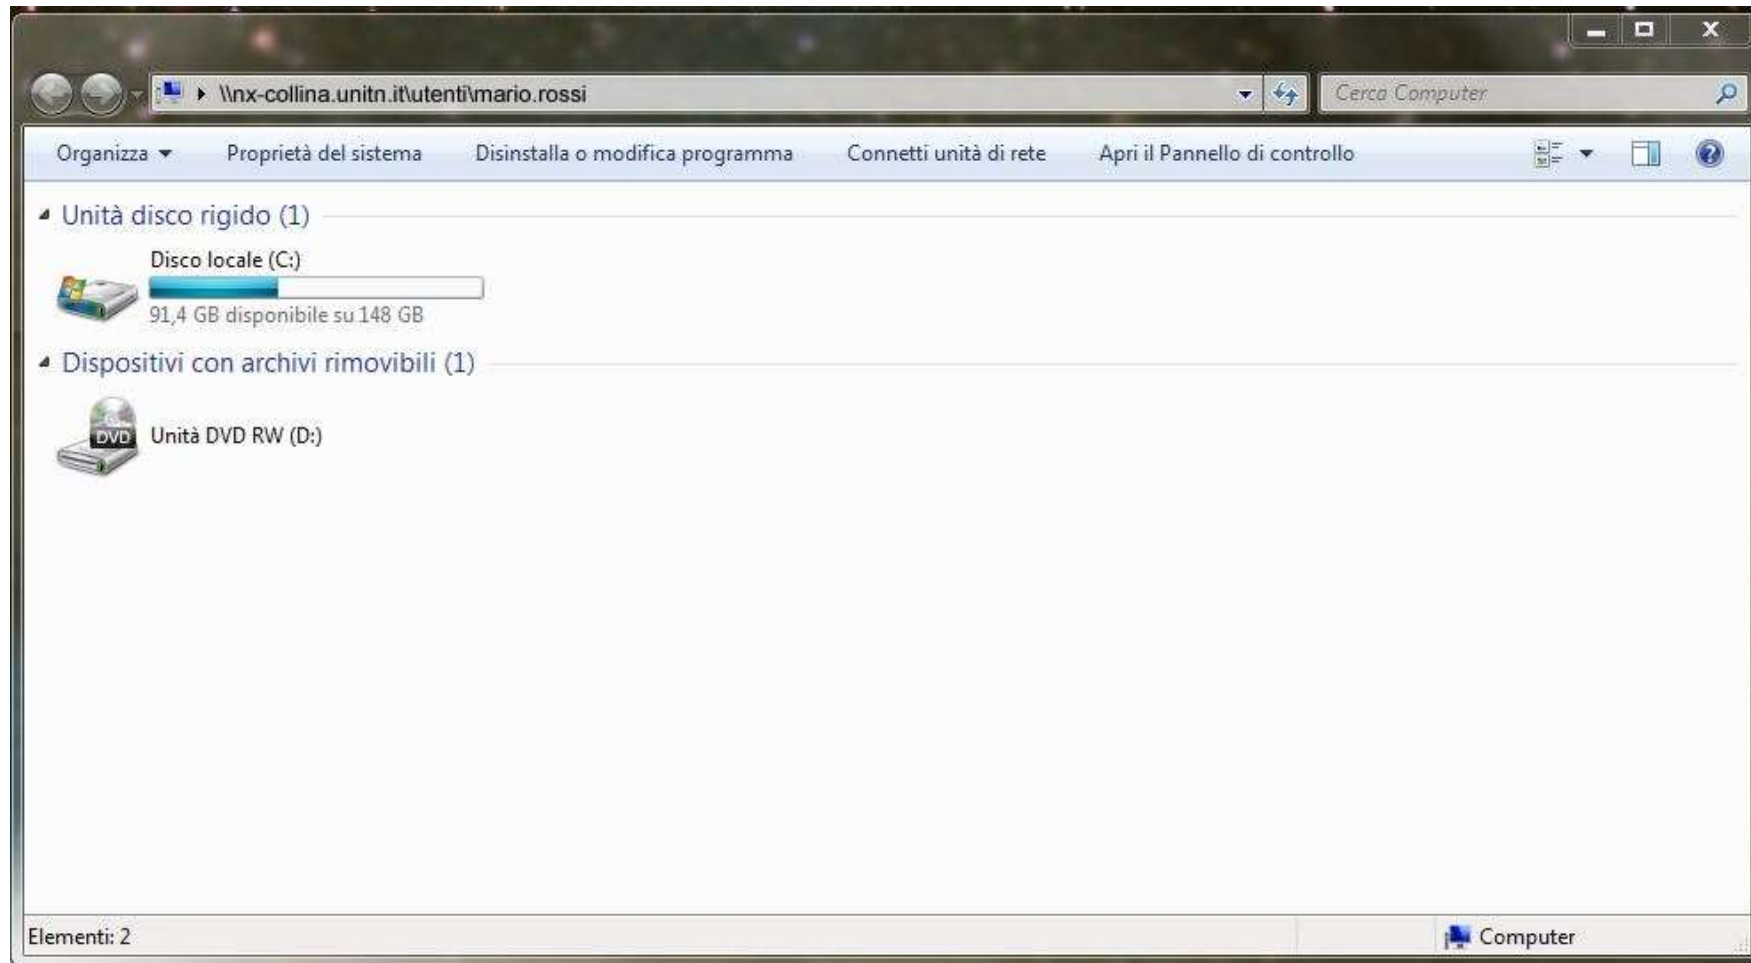 \\nx-collina.unitn.it\utenti\mario.rossi
Cerca Computer
Organizza Proprietà del sistema Disinstalla o modifica programma Connetti unità di rete Apri il Pannello di controllo
Unità disco rigido (1)
Disco locale (C:)
91,4 GB disponibile su 148 GB
Dispositivi con archivi rimovibili (1)
DVD
Unità DVD RW (D:)
Elementi: 2
Computer